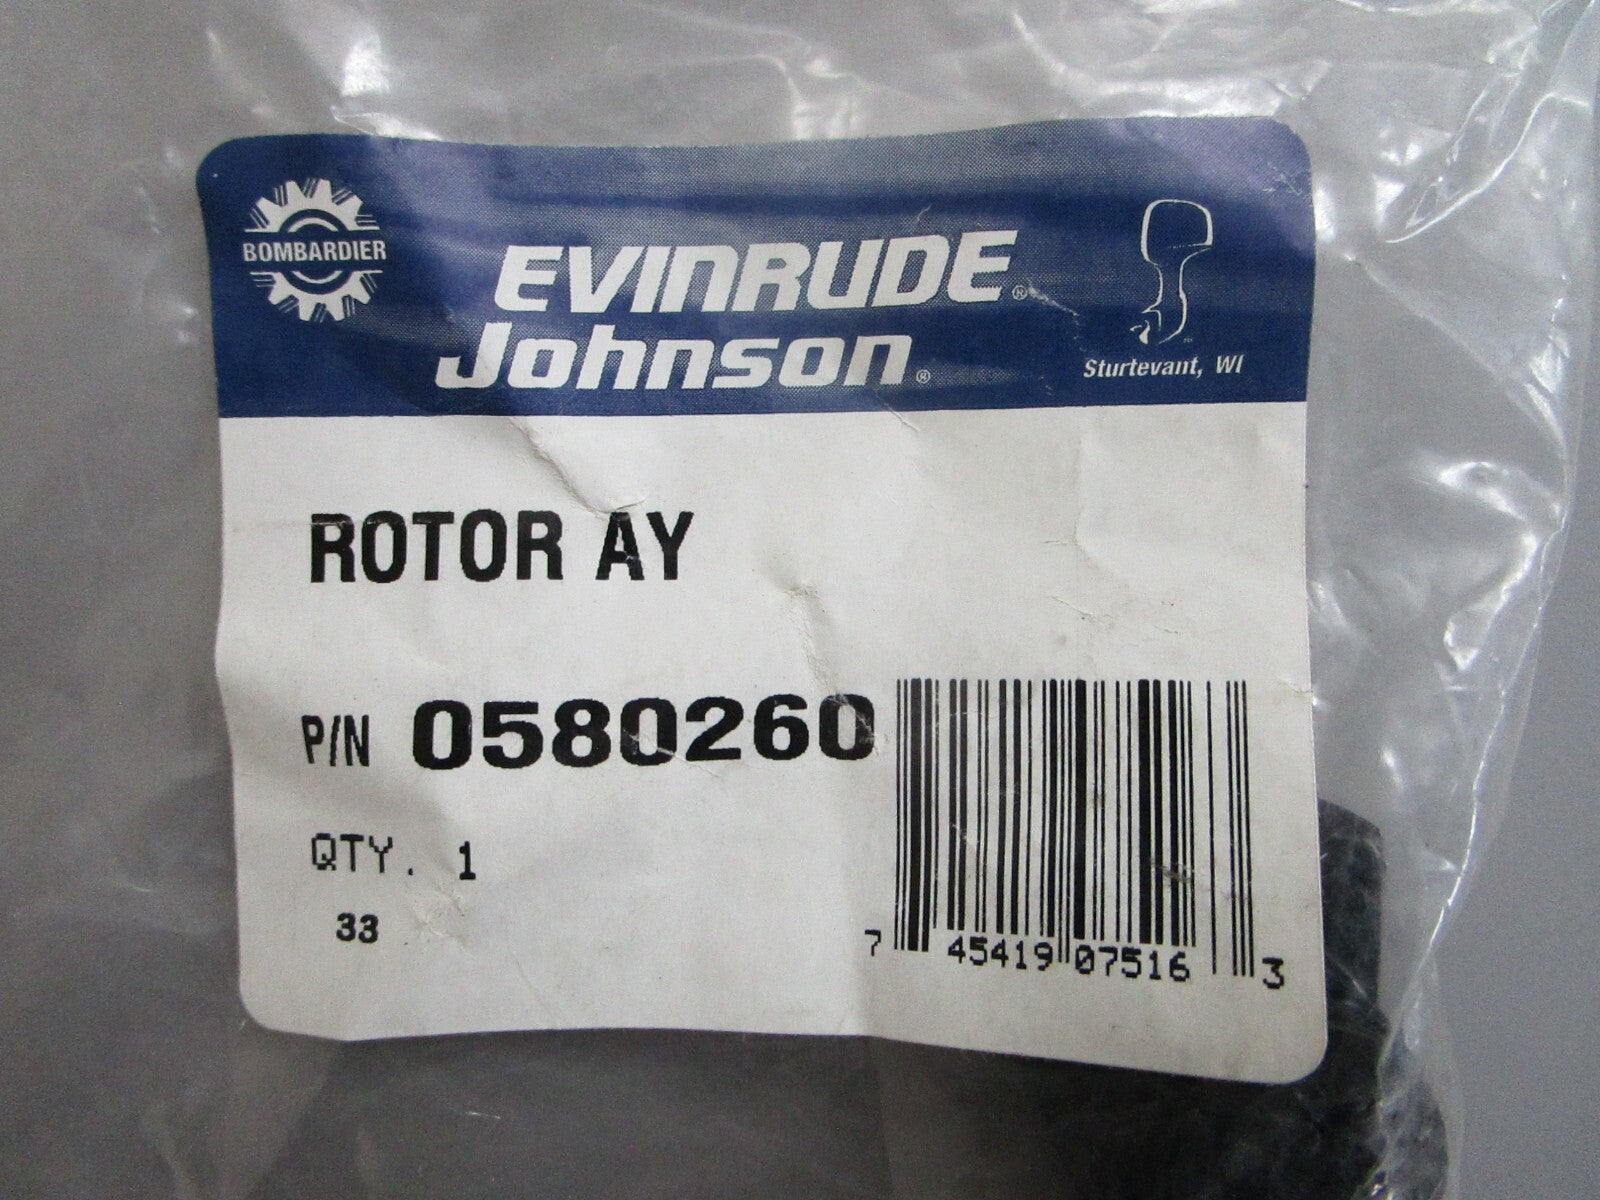 BOMBARDIER
EVINRUDE®
Johnson®
Sturtevant, WI
ROTOR AY
P/N 0580260
QTY. 1
33
7 45419 07516 3